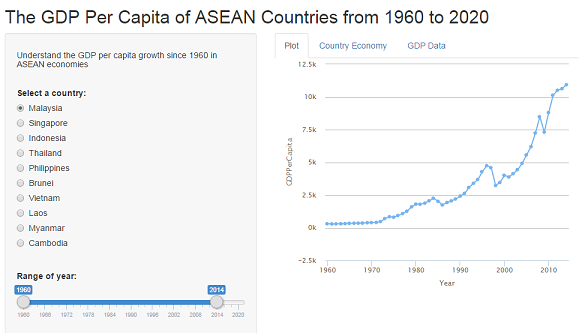 The GDP Per Capita of ASEAN Countries from 1960 to 2020
Understand the GDP per capita growth since 1960 in
ASEAN economies
Select a country:
Malaysia
Singapore
Indonesia
Thailand
Philippines
Brunei
Vietnam
Laos
Myanmar
Cambodia
Range of year:
1960 2014
1960 1966 1972 1978 1984 1990 1996 2002 2008 2014 2020
Plot Country Economy GDP Data
12.5k
10k
7.5k
5k
2.5k
0k
−2.5k
GDPPerCapita
1960 1970 1980 1990 2000 2010
Year